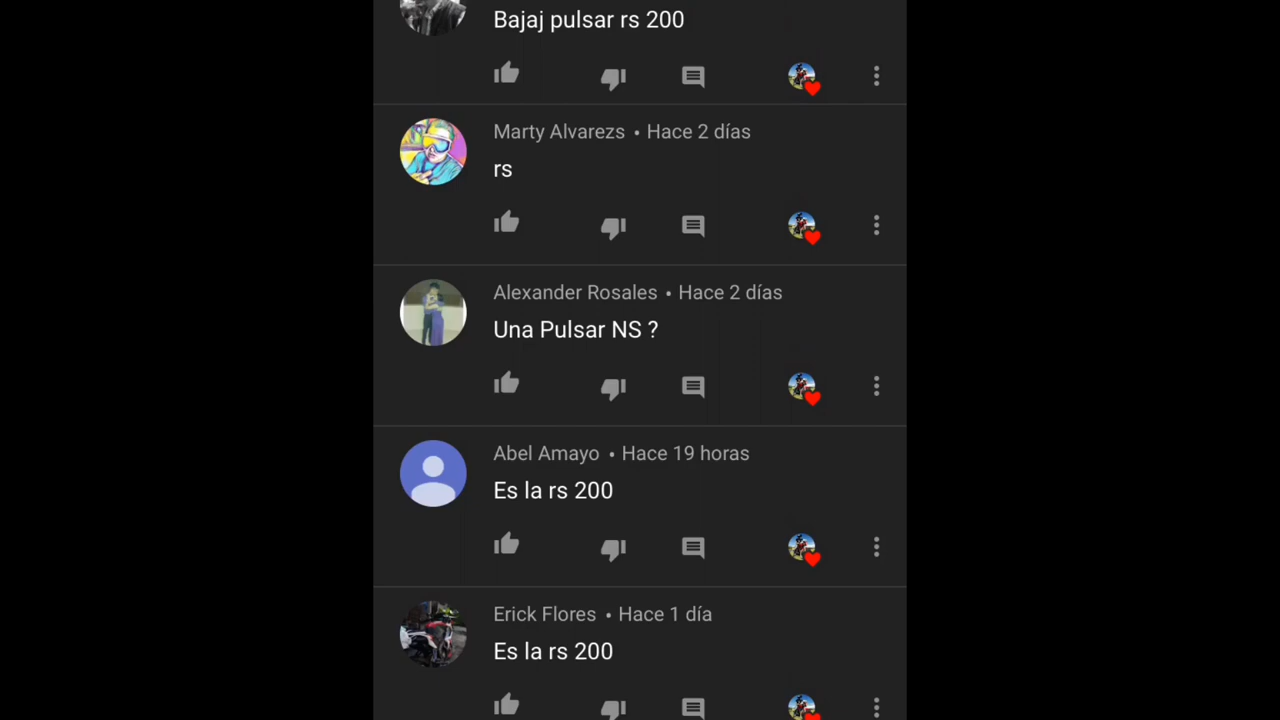 Bajaj pulsar rs 200
Marty Alvarezs • Hace 2 días
rs
Alexander Rosales • Hace 2 días
Una Pulsar NS ?
Abel Amayo • Hace 19 horas
Es la rs 200
Erick Flores • Hace 1 día
Es la rs 200